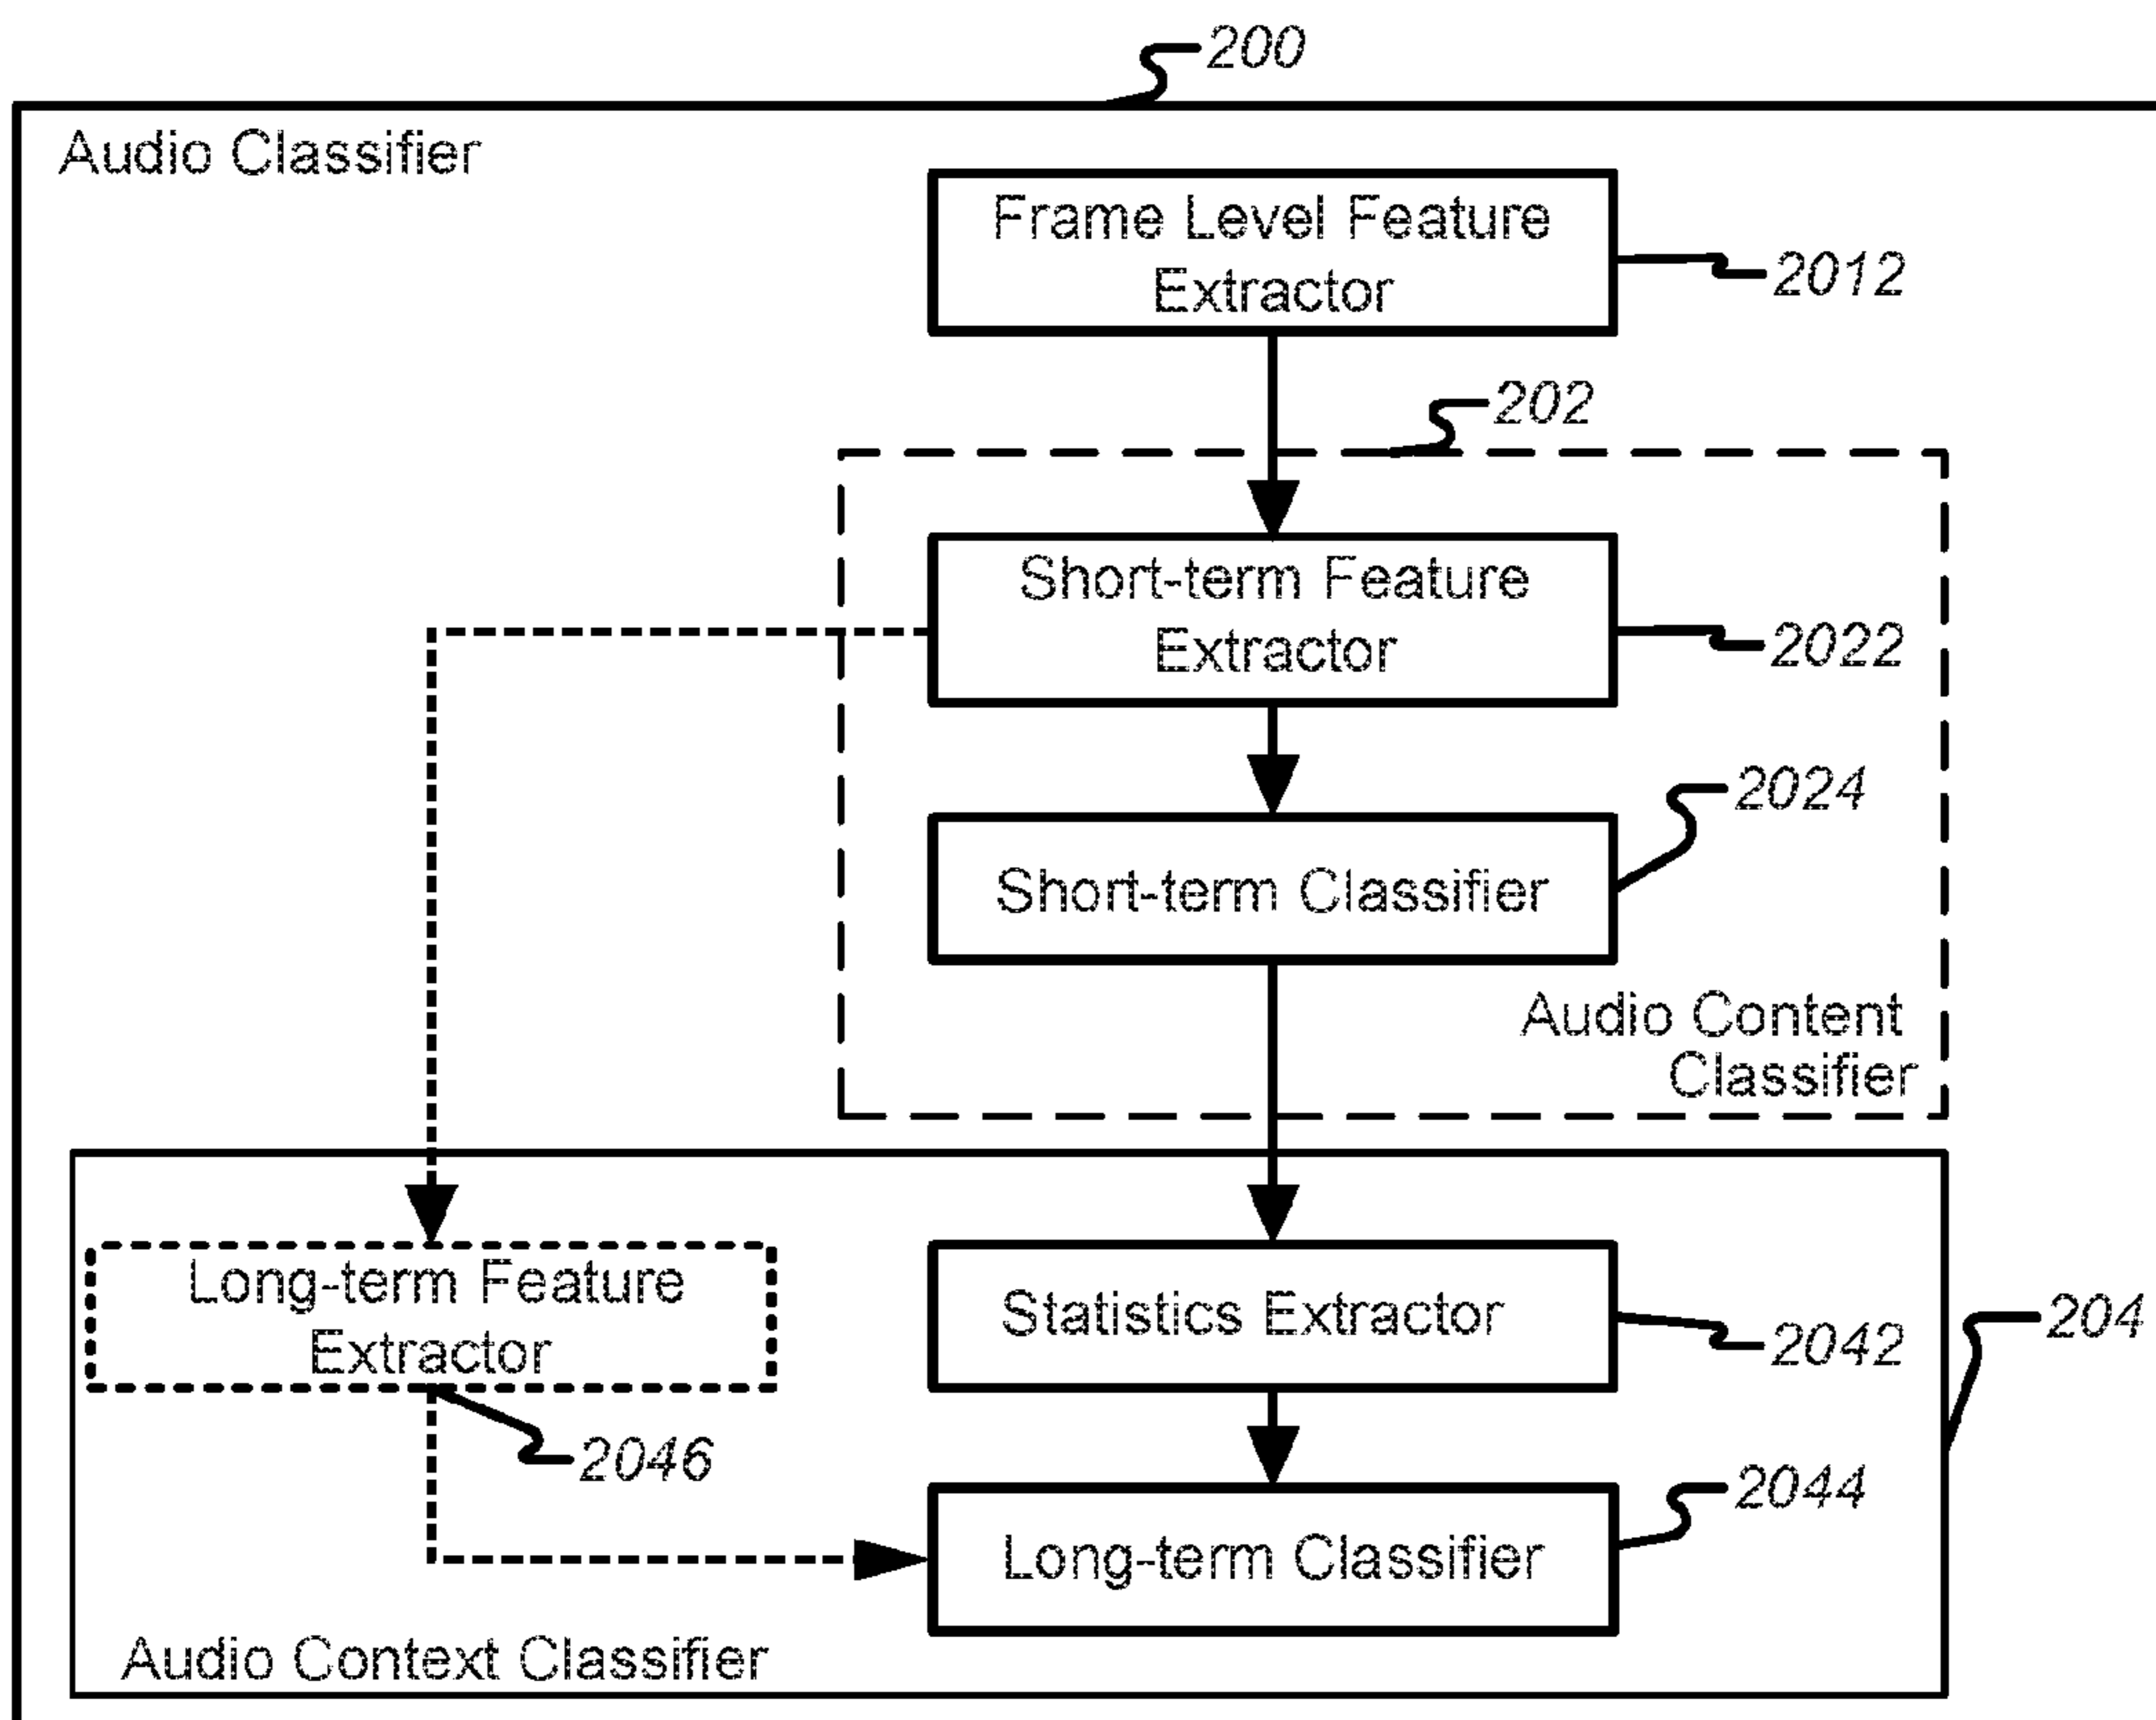 200
Audio Classifier
Frame Level Feature
Extractor
2012
202
Short-term Feature
Extractor
2022
2024
Short-term Classifier
Audio Content
Classifier
Long-term Feature
Extractor
2046
Statistics Extractor
2042
204
2044
Long-term Classifier
Audio Context Classifier